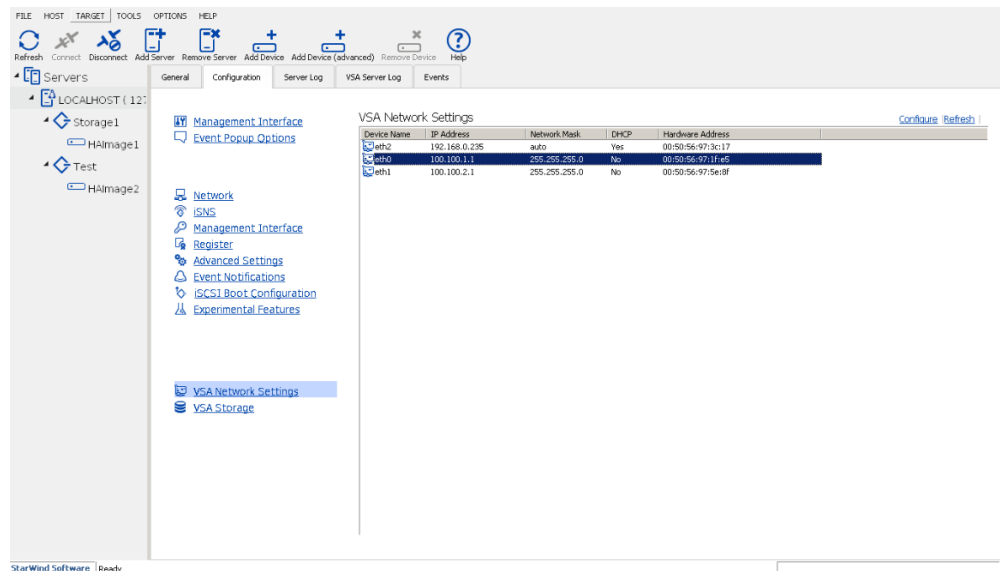 FILE HOST TARGET TOOLS OPTIONS HELP
Refresh Connect Disconnect Add Server Remove Server Add Device Add Device (advanced) Remove Device Help
Servers
LOCALHOST ( 127
Storage1
HAImage1
Test
HAImage2
General Configuration Server Log VSA Server Log Events
Management Interface
Event Popup Options
Network
iSNS
Management Interface
Register
Advanced Settings
Event Notifications
iSCSI Boot Configuration
Experimental Features
VSA Network Settings
VSA Storage
VSA Network Settings
Configure Refresh
Device Name IP Address Network Mask DHCP Hardware Address
eth2 192.168.0.235 auto Yes 00:50:56:97:3c:17
eth0 100.100.1.1 255.255.255.0 No 00:50:56:97:1f:e5
eth1 100.100.2.1 255.255.255.0 No 00:50:56:97:5e:8f
StarWind Software Ready